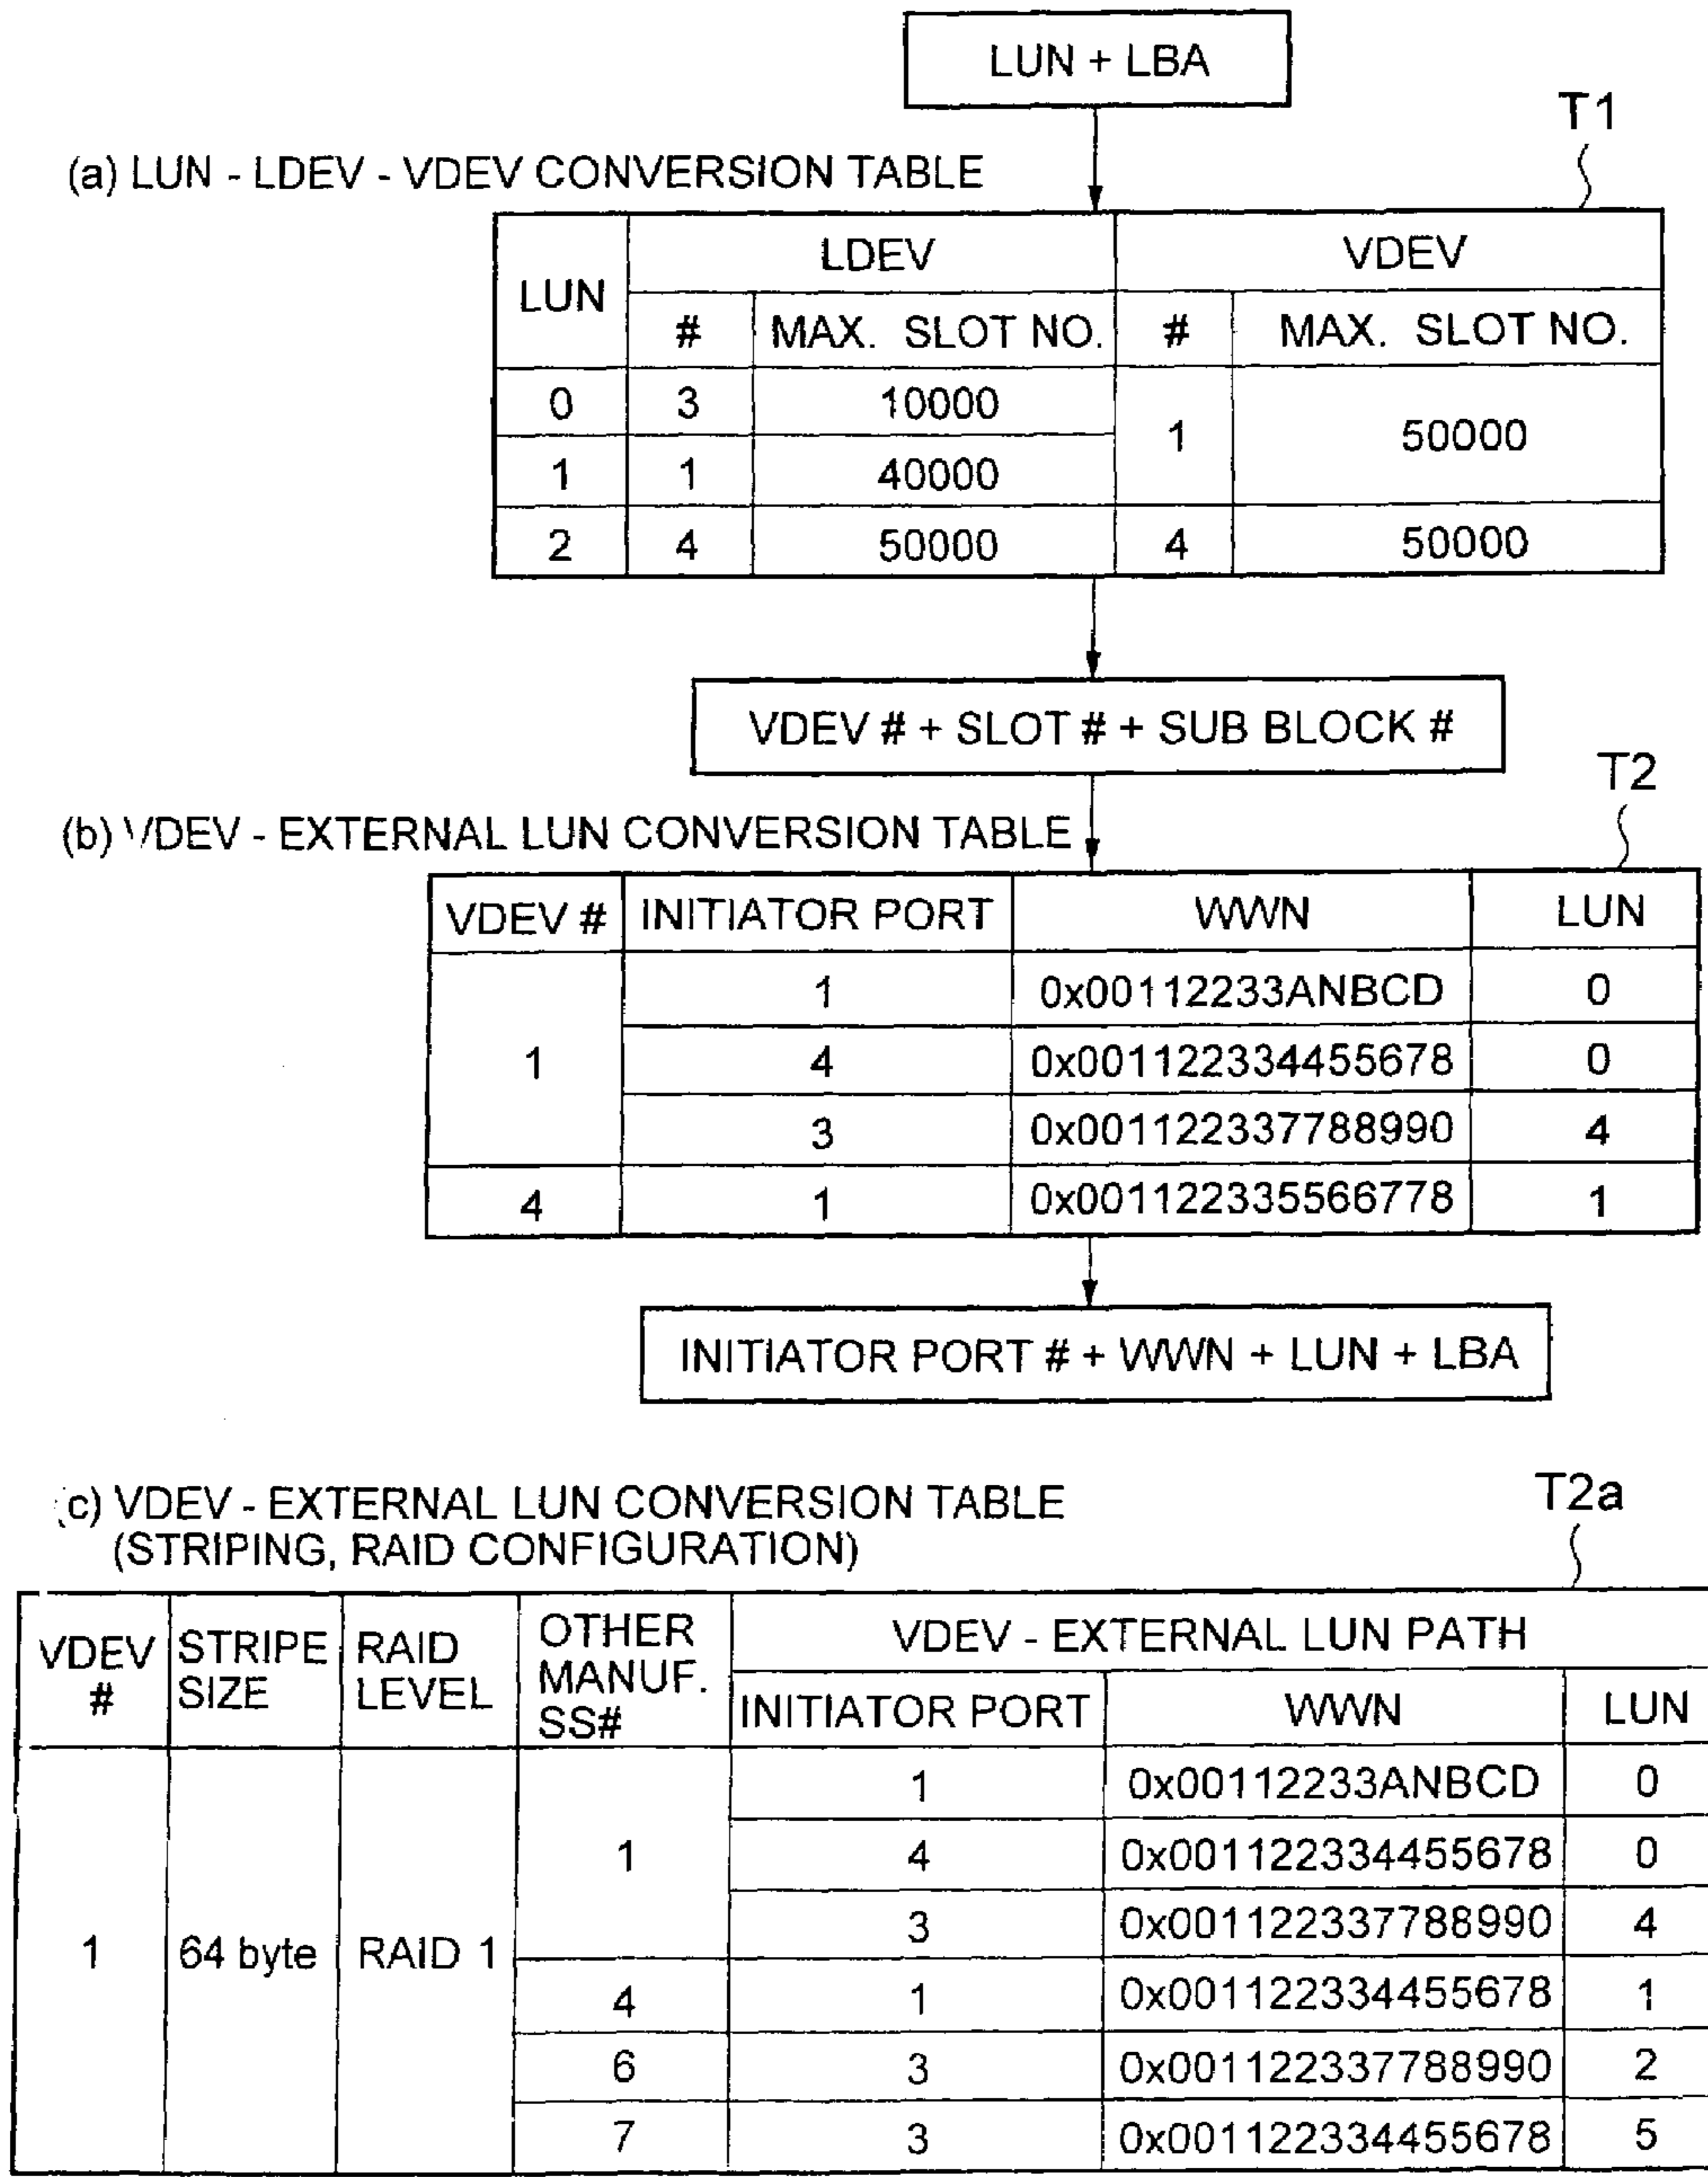 LUN + LBA
T1
(a) LUN - LDEV - VDEV CONVERSION TABLE
LUN LDEV VDEV
# MAX. SLOT NO. # MAX. SLOT NO.
0 3 10000 1 50000
1 1 40000
2 4 50000 4 50000
VDEV # + SLOT # + SUB BLOCK #
T2
(b) VDEV - EXTERNAL LUN CONVERSION TABLE
VDEV # INITIATOR PORT WWN LUN
1 1 0x00112233ANBCD 0
4 0x001122334455678 0
3 0x001122337788990 4
4 1 0x001122335566778 1
INITIATOR PORT # + WWN + LUN + LBA
T2a
(c) VDEV - EXTERNAL LUN CONVERSION TABLE
(STRIPING, RAID CONFIGURATION)
VDEV # STRIPE SIZE RAID LEVEL OTHER MANUF. SS# VDEV - EXTERNAL LUN PATH
INITIATOR PORT WWN LUN
1 64 byte RAID 1 1 1 0x00112233ANBCD 0
4 0x001122334455678 0
3 0x001122337788990 4
4 1 0x001122334455678 1
6 3 0x001122337788990 2
7 3 0x001122334455678 5